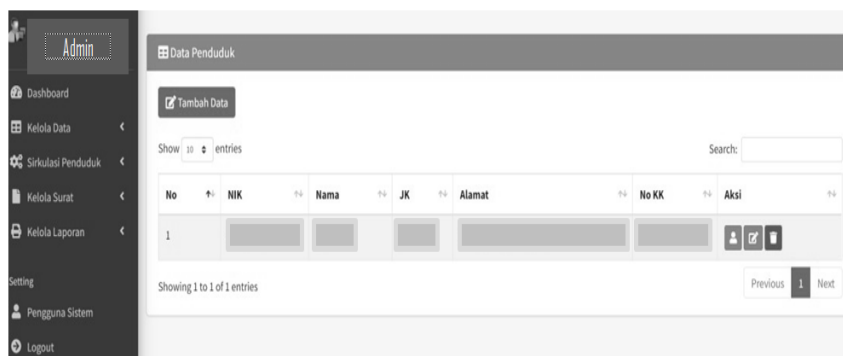 Admin
Dashboard
Kelola Data
Sirkulasi Penduduk
Kelola Surat
Kelola Laporan
Setting
Pengguna Sistem
Logout
Data Penduduk
Tambah Data
Show 10 entries
Search:
No NIK Nama JK Alamat No KK Aksi
1
Showing 1 to 1 of 1 entries
Previous 1 Next